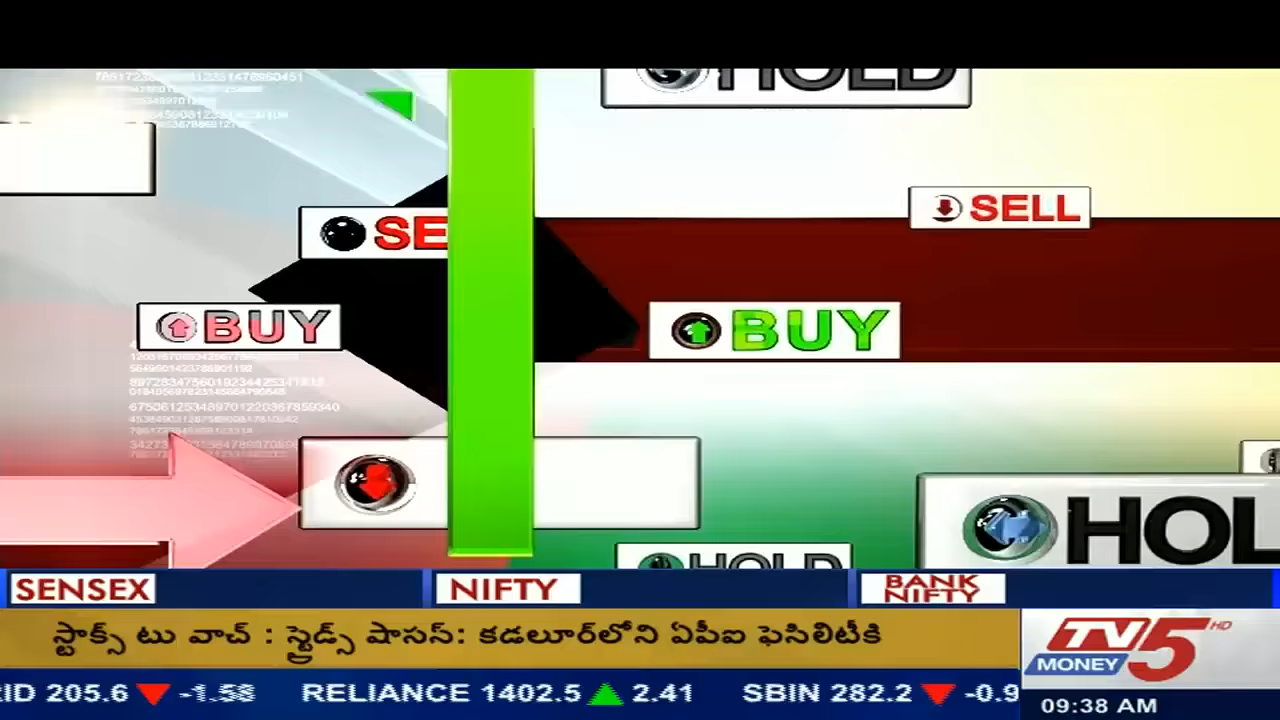 HOLD
SELL
SE
BUY
BUY
HOL
HOLD
SENSEX
NIFTY
BANK NIFTY
స్టాక్స్ టు వాచ్ : స్ట్రైడ్స్ షాసన్: కడలూర్‌లోని ఏపీఐ ఫెసిలిటీకి
TV5 HD
MONEY
RID 205.6 ▼ -1.58 RELIANCE 1402.5 ▲ 2.41 SBIN 282.2 ▼ -0.9
09:38 AM